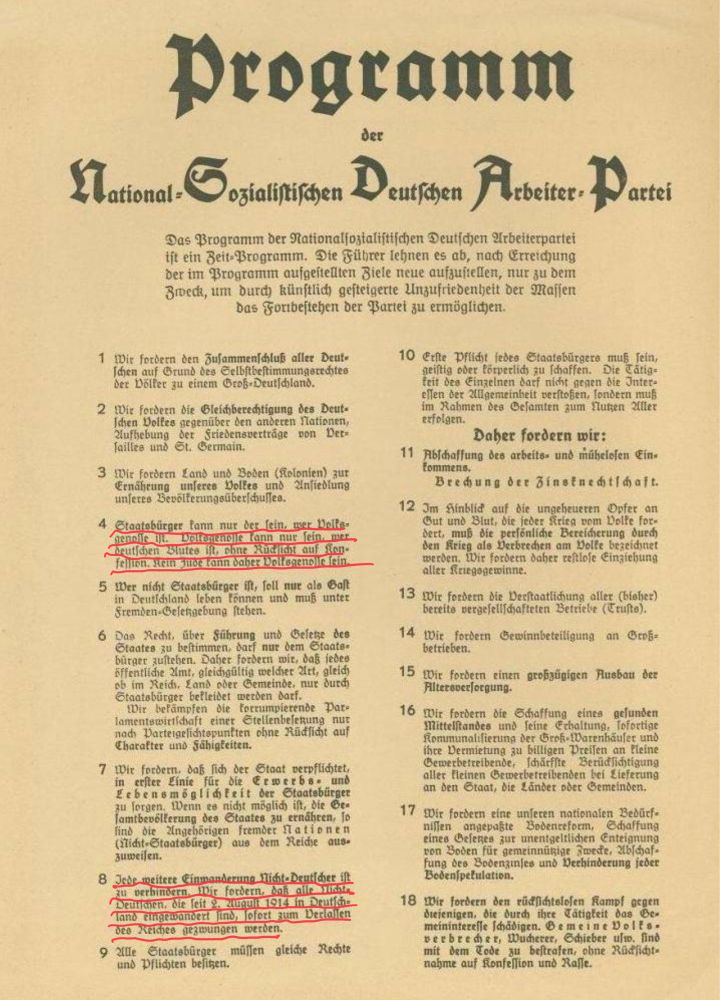 Programm
der
National-Sozialistischen Deutschen Arbeiter-Partei
Das Programm der Nationalsozialistischen Deutschen Arbeiterpartei
ist ein Zeit-Programm. Die Führer lehnen es ab, nach Erreichung
der im Programm aufgestellten Ziele neue aufzustellen, nur zu dem
Zweck, um durch künstlich gesteigerte Unzufriedenheit der Massen
das Fortbestehen der Partei zu ermöglichen.
1 Wir fordern den Zusammenschluß aller Deut-
schen auf Grund des Selbstbestimmungsrechtes
der Völker zu einem Groß-Deutschland.
2 Wir fordern die Gleichberechtigung des Deut-
schen Volkes gegenüber den anderen Nationen,
Aufhebung der Friedensverträge von Ver-
sailles und St. Germain.
3 Wir fordern Land und Boden (Kolonien) zur
Ernährung unseres Volkes und Ansiedlung
unseres Bevölkerungsüberschusses.
4 Staatsbürger kann nur der sein, wer Volks-
genosse ist. Volksgenosse kann nur sein, wer
deutschen Blutes ist, ohne Rücksicht auf Kon-
fession. Kein Jude kann daher Volksgenosse sein.
5 Wer nicht Staatsbürger ist, soll nur als Gast
in Deutschland leben können und muß unter
Fremden-Gesetzgebung stehen.
6 Das Recht, über Führung und Gesetze des
Staates zu bestimmen, darf nur dem Staats-
bürger zustehen. Daher fordern wir, daß jedes
öffentliche Amt, gleichgültig welcher Art, gleich
ob im Reich, Land oder Gemeinde, nur durch
Staatsbürger bekleidet werden darf.
Wir bekämpfen die korrumpierende Par-
lamentswirtschaft einer Stellenbesetzung nur
nach Parteigesichtspunkten ohne Rücksicht auf
Charakter und Fähigkeiten.
7 Wir fordern, daß sich der Staat verpflichtet,
in erster Linie für die Erwerbs- und
Lebensmöglichkeit der Staatsbürger
zu sorgen. Wenn es nicht möglich ist, die Ge-
samtbevölkerung des Staates zu ernähren, so
sind die Angehörigen fremder Nationen
(Nicht-Staatsbürger) aus dem Reiche aus-
zuweisen.
8 Jede weitere Einwanderung Nicht-Deutscher ist
zu verhindern. Wir fordern, daß alle Nicht-
Deutschen, die seit 2. August 1914 in Deutsch-
land eingewandert sind, sofort zum Verlassen
des Reiches gezwungen werden.
9 Alle Staatsbürger müssen gleiche Rechte
und Pflichten besitzen.
10 Erste Pflicht jedes Staatsbürgers muß sein,
geistig oder körperlich zu schaffen. Die Tätig-
keit des Einzelnen darf nicht gegen die Inter-
essen der Allgemeinheit verstoßen, sondern muß
im Rahmen des Gesamten zum Nutzen Aller
erfolgen.
Daher fordern wir:
11 Abschaffung des arbeits- und mühelosen Ein-
kommens.
Brechung der Zinsknechtschaft.
12 Im Hinblick auf die ungeheueren Opfer an
Gut und Blut, die jeder Krieg vom Volke for-
dert, muß die persönliche Bereicherung durch
den Krieg als Verbrechen am Volke bezeichnet
werden. Wir fordern daher restlose Einziehung
aller Kriegsgewinne.
13 Wir fordern die Verstaatlichung aller (bisher)
bereits vergesellschafteten Betriebe (Trusts).
14 Wir fordern Gewinnbeteiligung an Groß-
betrieben.
15 Wir fordern einen großzügigen Ausbau der
Altersversorgung.
16 Wir fordern die Schaffung eines gesunden
Mittelstandes und seine Erhaltung, sofortige
Kommunalisierung der Groß-Warenhäuser und
ihre Vermietung zu billigen Preisen an kleine
Gewerbetreibende, schärfste Berücksichtigung
aller kleinen Gewerbetreibenden bei Lieferung
an den Staat, die Länder oder Gemeinden.
17 Wir fordern eine unseren nationalen Bedürf-
nissen angepaßte Bodenreform, Schaffung
eines Gesetzes zur unentgeltlichen Enteignung
von Boden für gemeinnützige Zwecke, Abschaf-
fung des Bodenzinses und Verhinderung jeder
Bodenspekulation.
18 Wir fordern den rücksichtslosen Kampf gegen
diejenigen, die durch ihre Tätigkeit das Ge-
meininteresse schädigen. Gemeine Volks-
verbrecher, Wucherer, Schieber usw. sind
mit dem Tode zu bestrafen, ohne Rücksicht-
nahme auf Konfession und Rasse.